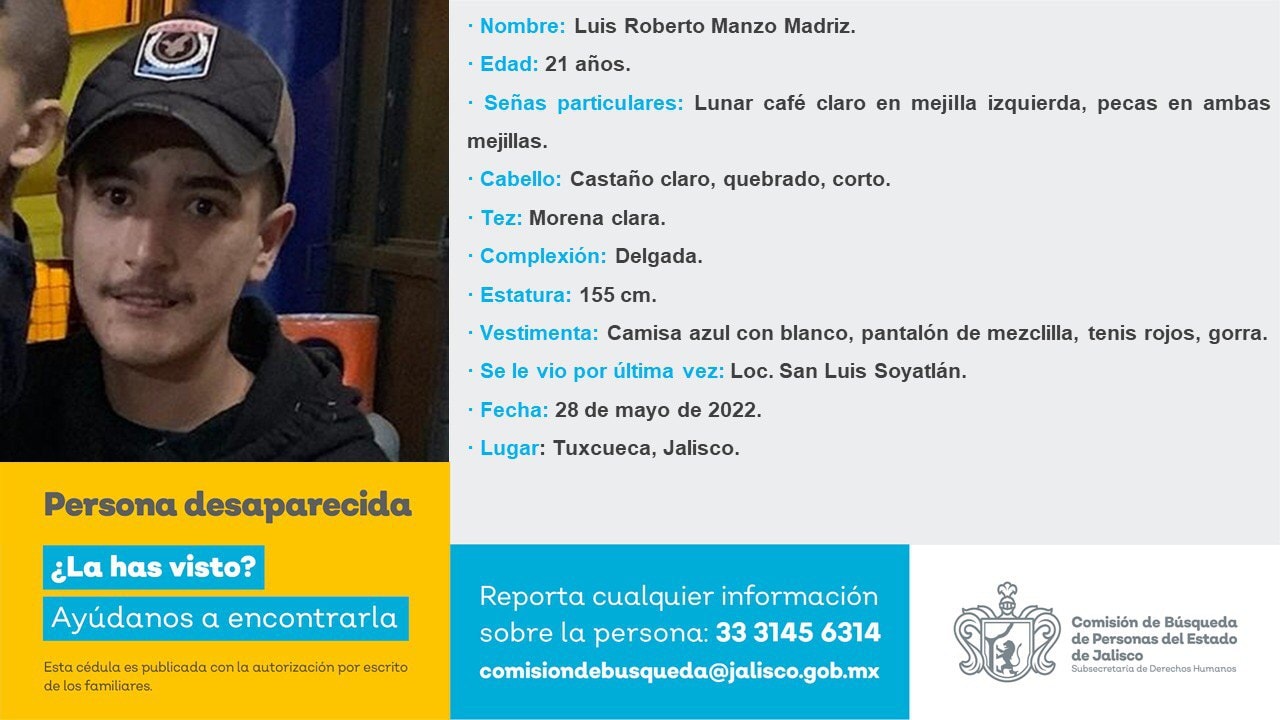 · Nombre: Luis Roberto Manzo Madriz.
· Edad: 21 años.
· Señas particulares: Lunar café claro en mejilla izquierda, pecas en ambas
mejillas.
· Cabello: Castaño claro, quebrado, corto.
· Tez: Morena clara.
· Complexión: Delgada.
· Estatura: 155 cm.
· Vestimenta: Camisa azul con blanco, pantalón de mezclilla, tenis rojos, gorra.
· Se le vio por última vez: Loc. San Luis Soyatlán.
· Fecha: 28 de mayo de 2022.
· Lugar: Tuxcueca, Jalisco.
Persona desaparecida
¿La has visto?
Ayúdanos a encontrarla
Esta cédula es publicada con la autorización por escrito
de los familiares.
Reporta cualquier información
sobre la persona: 33 3145 6314
comisiondebusqueda@jalisco.gob.mx
Comisión de Búsqueda
de Personas del Estado
de Jalisco
Subsecretaría de Derechos Humanos